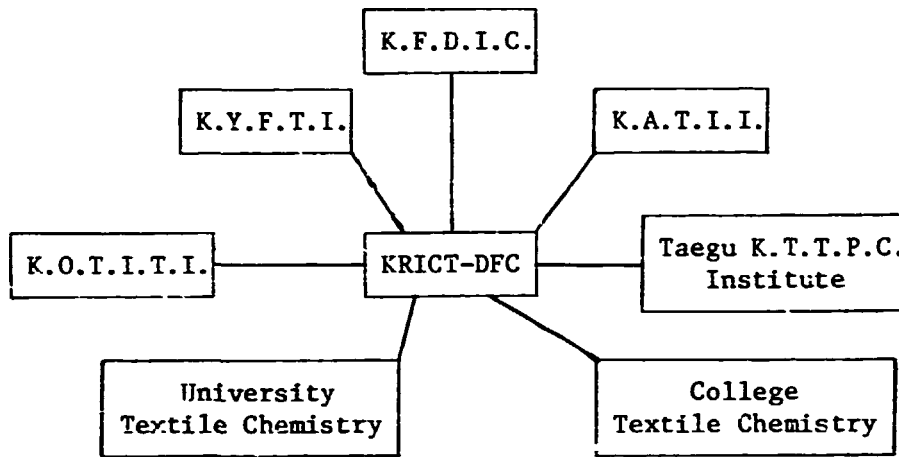 K.F.D.I.C.
K.Y.F.T.I.
K.A.T.I.I.
K.O.T.I.T.I.
KRICT-DFC
Taegu K.T.T.P.C.
Institute
University
Textile Chemistry
College
Textile Chemistry